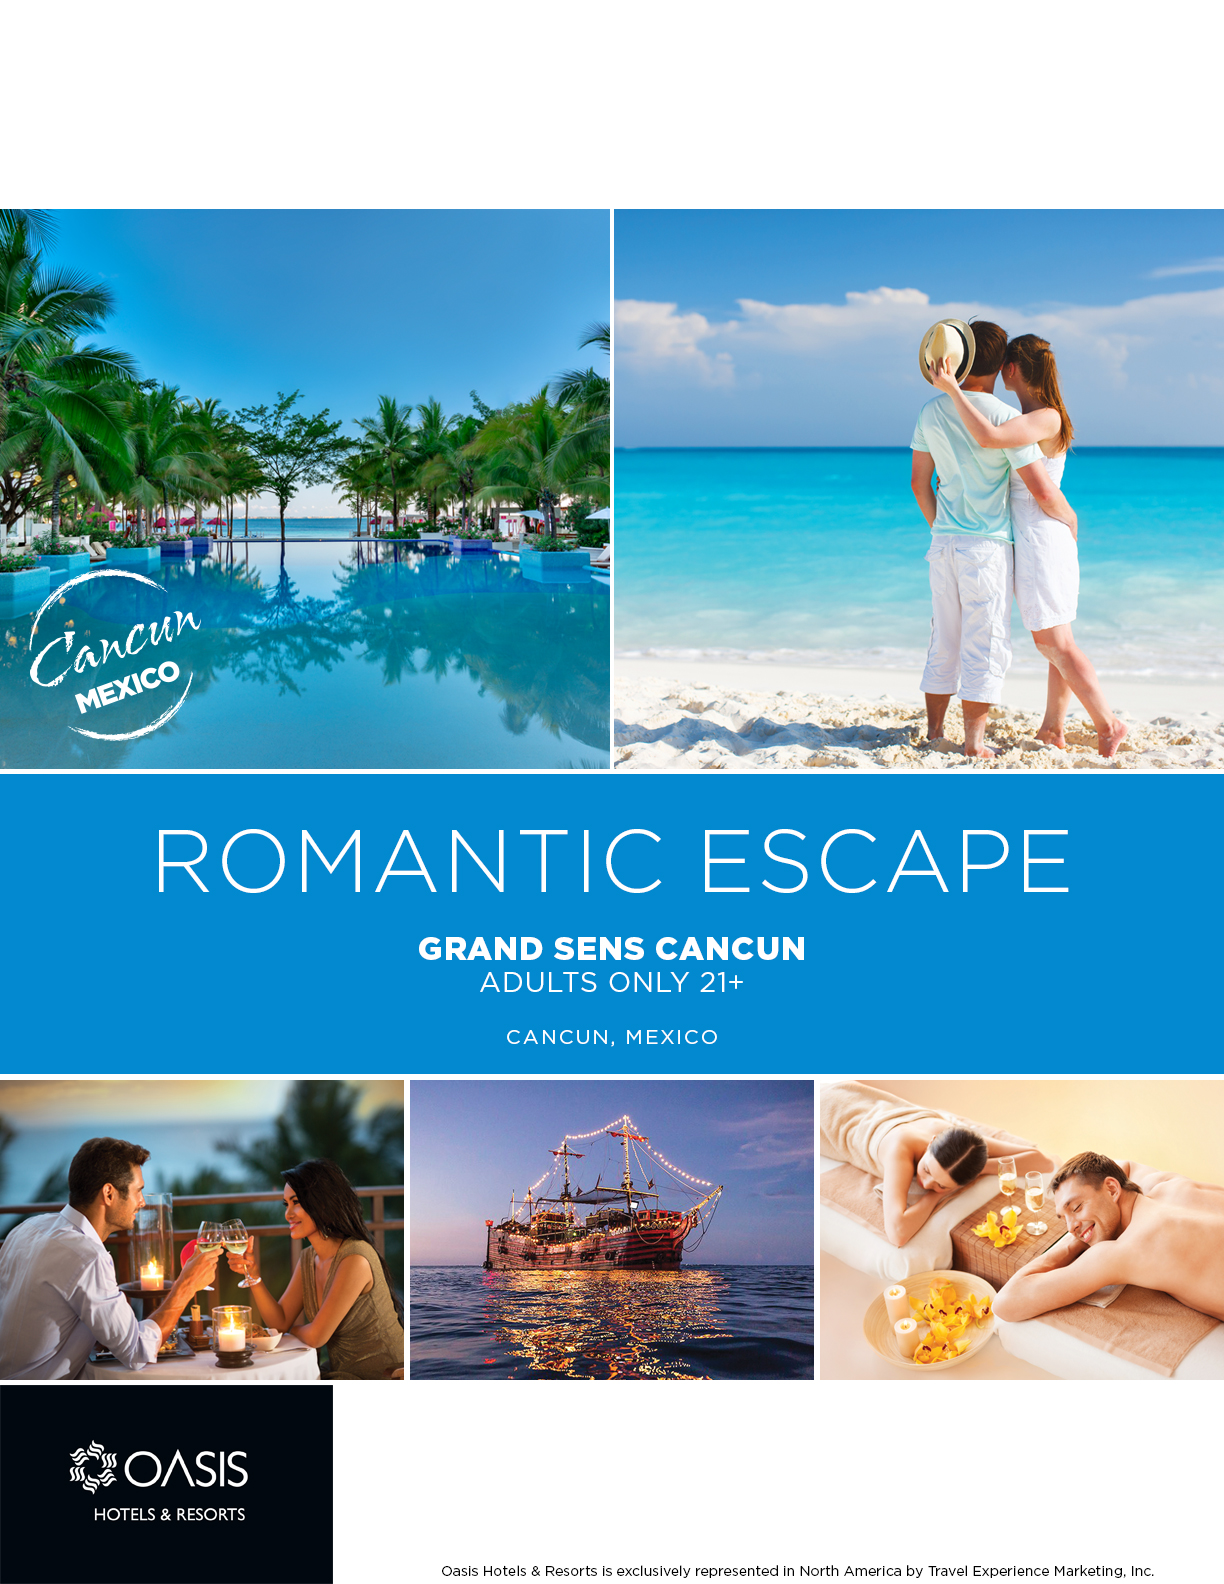 Cancun
MEXICO
ROMANTIC ESCAPE
GRAND SENS CANCUN
ADULTS ONLY 21+
CANCUN, MEXICO
OASIS
HOTELS & RESORTS
Oasis Hotels & Resorts is exclusively represented in North America by Travel Experience Marketing, Inc.